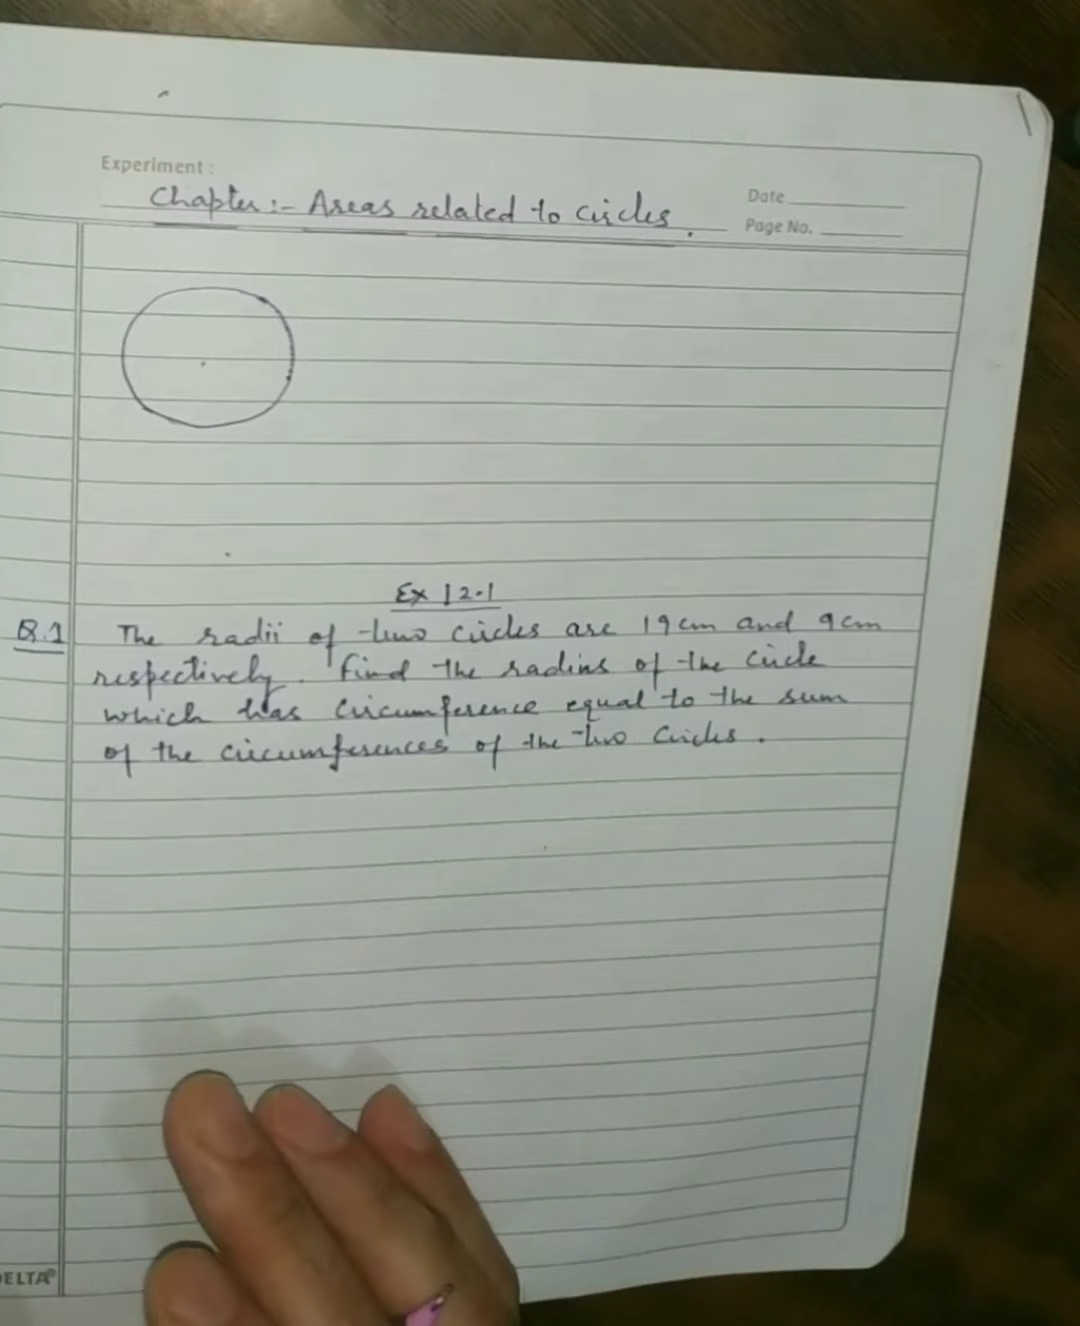 Experiment :
Chapter :- Areas related to circles.
Date
Page No.
Ex 12.1
Q.1 The radii of two circles are 19 cm and 9 cm
respectively. Find the radius of the circle
which has circumference equal to the sum
of the circumferences of the two circles.
DELTA®